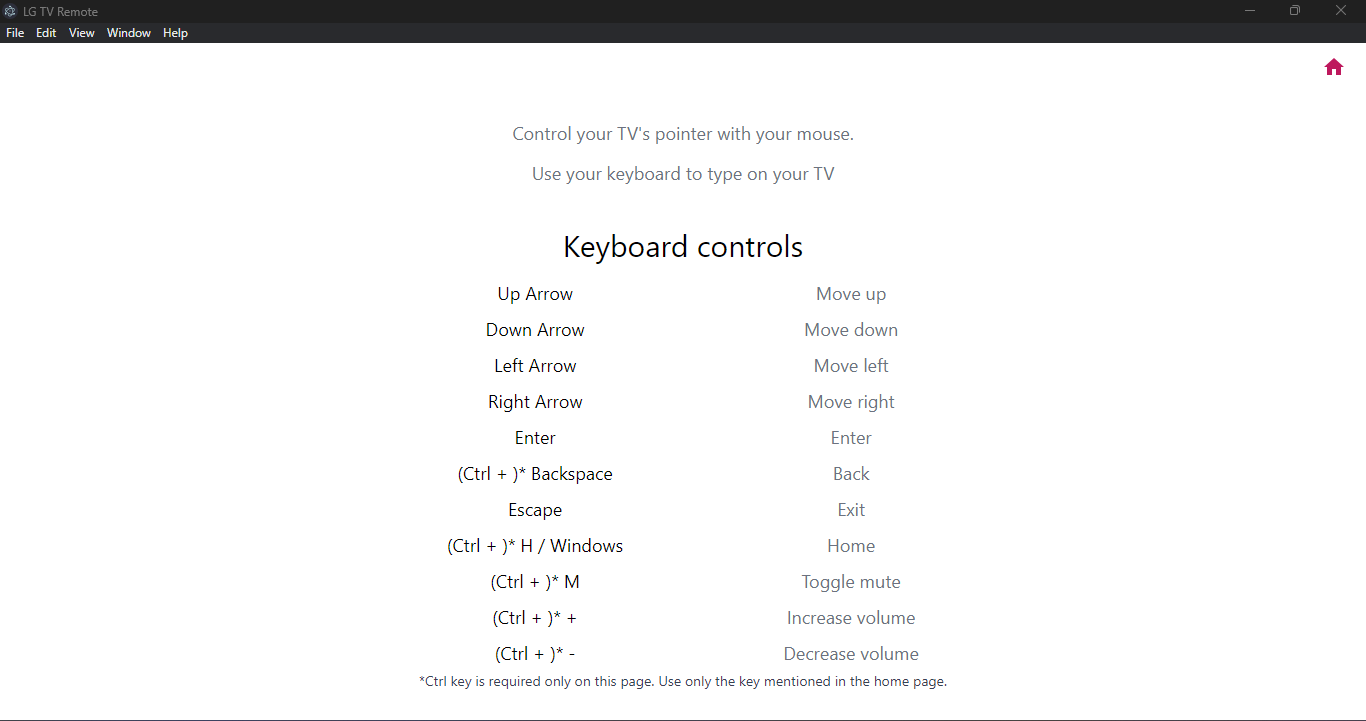 LG TV Remote
File Edit View Window Help
Control your TV's pointer with your mouse.
Use your keyboard to type on your TV
Keyboard controls
Up Arrow Move up
Down Arrow Move down
Left Arrow Move left
Right Arrow Move right
Enter Enter
(Ctrl + )* Backspace Back
Escape Exit
(Ctrl + )* H / Windows Home
(Ctrl + )* M Toggle mute
(Ctrl + )* + Increase volume
(Ctrl + )* - Decrease volume
*Ctrl key is required only on this page. Use only the key mentioned in the home page.